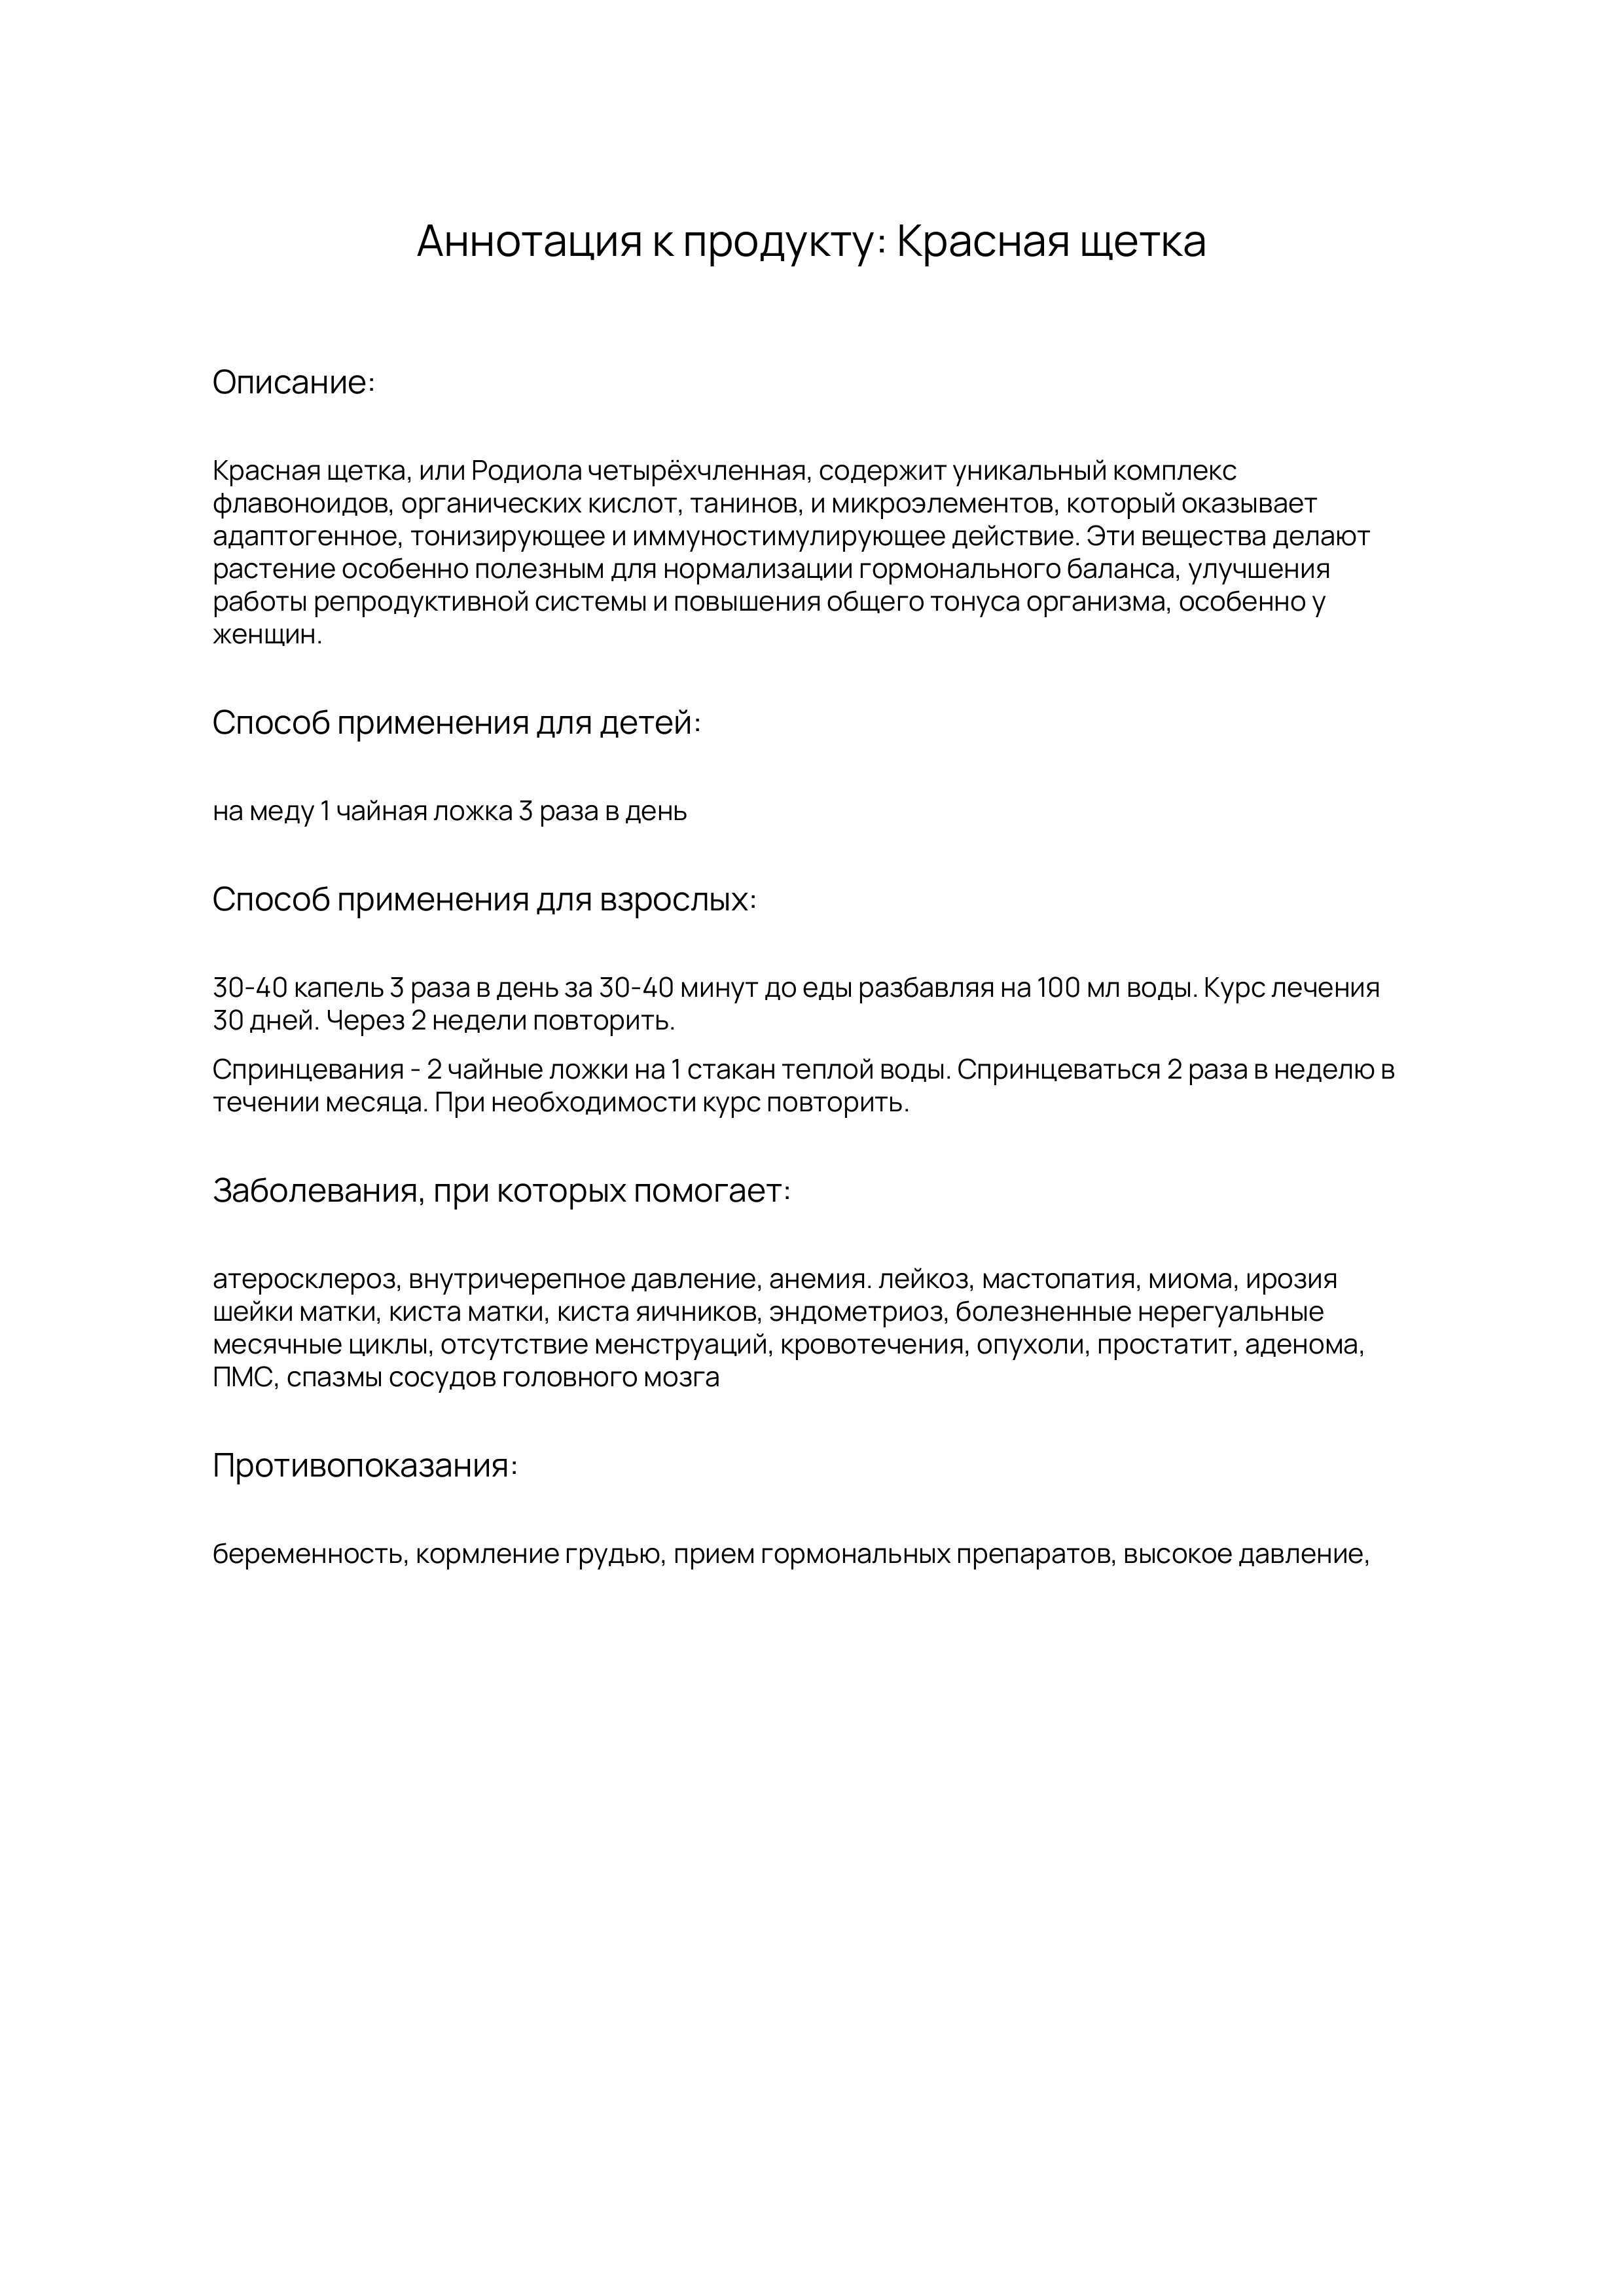 Аннотация к продукту: Красная щетка
Описание:
Красная щетка, или Родиола четырёхчленная, содержит уникальный комплекс
флавоноидов, органических кислот, танинов, и микроэлементов, который оказывает
адаптогенное, тонизирующее и иммуностимулирующее действие. Эти вещества делают
растение особенно полезным для нормализации гормонального баланса, улучшения
работы репродуктивной системы и повышения общего тонуса организма, особенно у
женщин.
Способ применения для детей:
на меду 1 чайная ложка 3 раза в день
Способ применения для взрослых:
30-40 капель 3 раза в день за 30-40 минут до еды разбавляя на 100 мл воды. Курс лечения
30 дней. Через 2 недели повторить.
Спринцевания - 2 чайные ложки на 1 стакан теплой воды. Спринцеваться 2 раза в неделю в
течении месяца. При необходимости курс повторить.
Заболевания, при которых помогает:
атеросклероз, внутричерепное давление, анемия. лейкоз, мастопатия, миома, ирозия
шейки матки, киста матки, киста яичников, эндометриоз, болезненные нерегуальные
месячные циклы, отсутствие менструаций, кровотечения, опухоли, простатит, аденома,
ПМС, спазмы сосудов головного мозга
Противопоказания:
беременность, кормление грудью, прием гормональных препаратов, высокое давление,